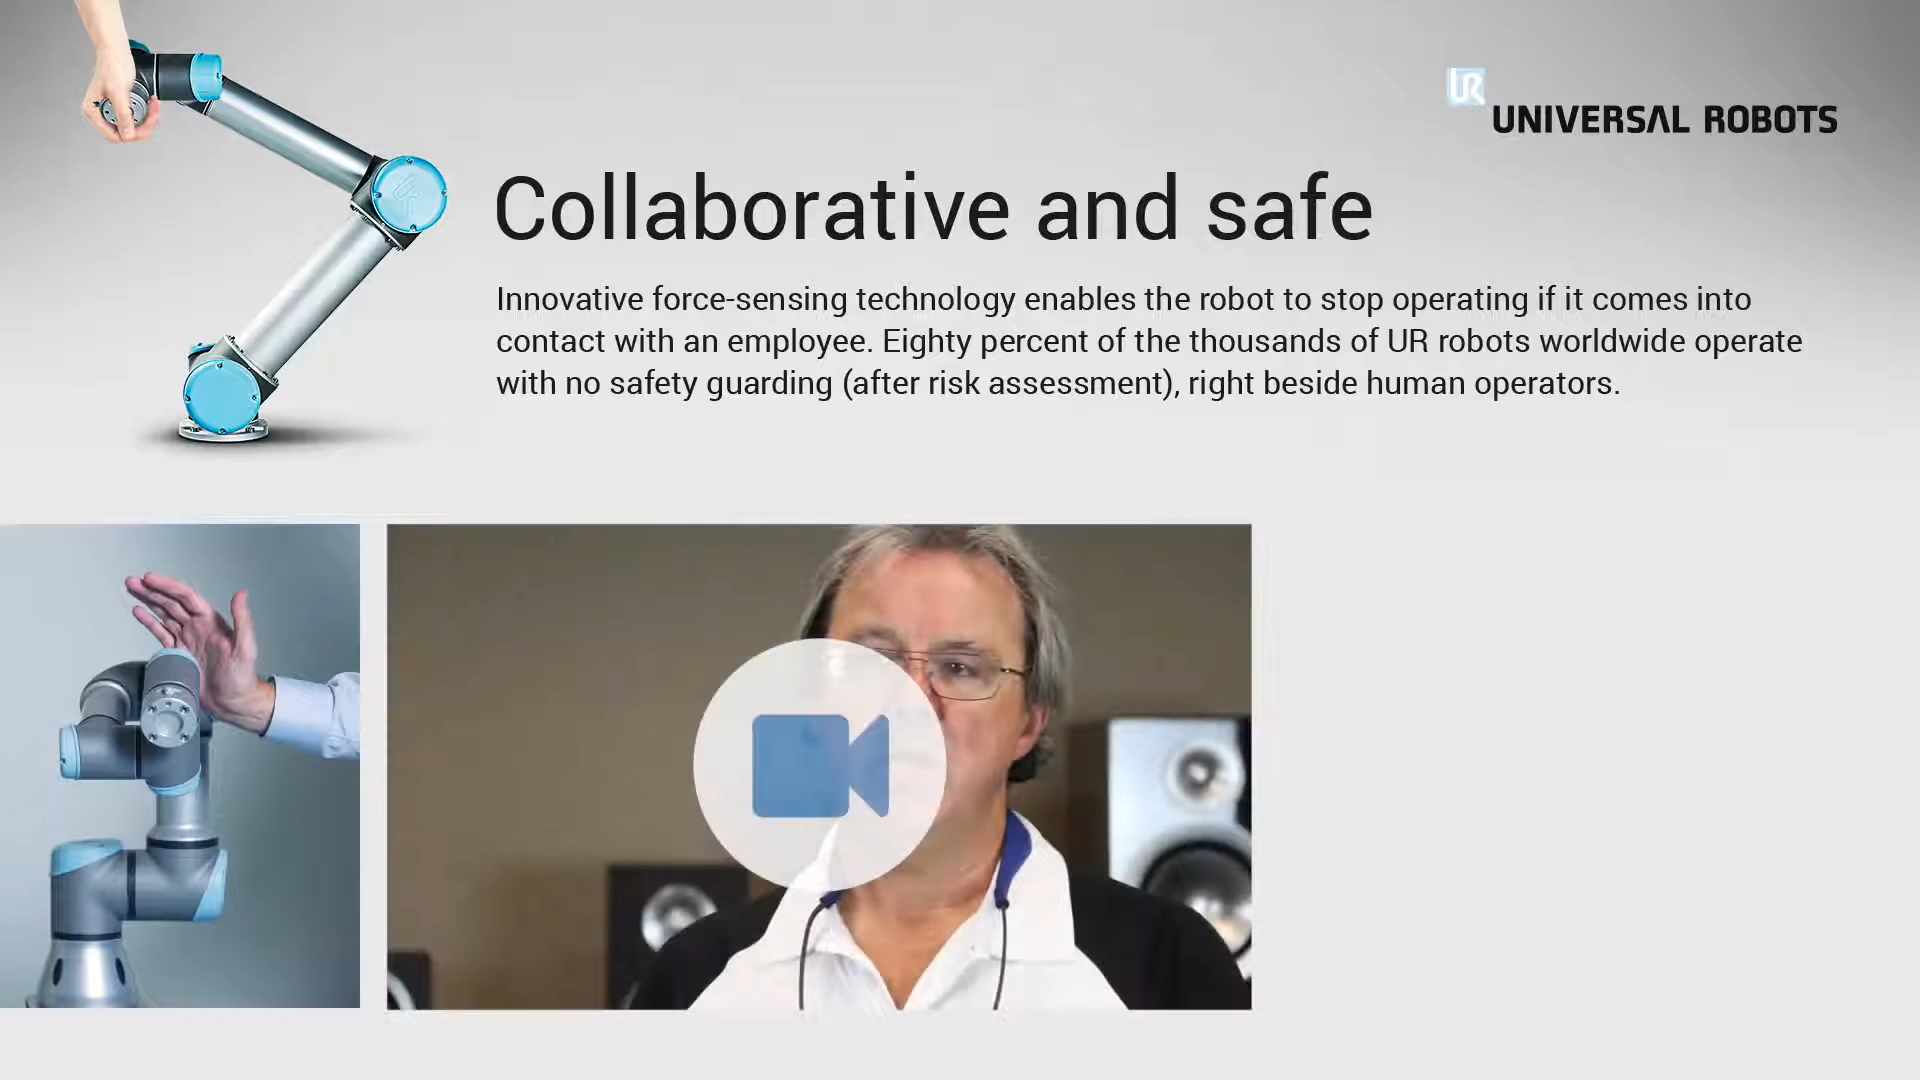 UR
UNIVERSAL ROBOTS
Collaborative and safe
Innovative force-sensing technology enables the robot to stop operating if it comes into
contact with an employee. Eighty percent of the thousands of UR robots worldwide operate
with no safety guarding (after risk assessment), right beside human operators.